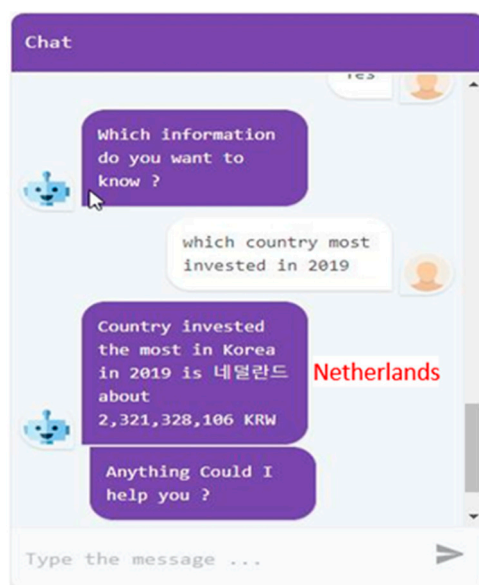 Chat
Yes
Which information
do you want to
know ?
which country most
invested in 2019
Country invested
the most in Korea
in 2019 is 네덜란드
about
2,321,328,106 KRW
Netherlands
Anything Could I
help you ?
Type the message ...